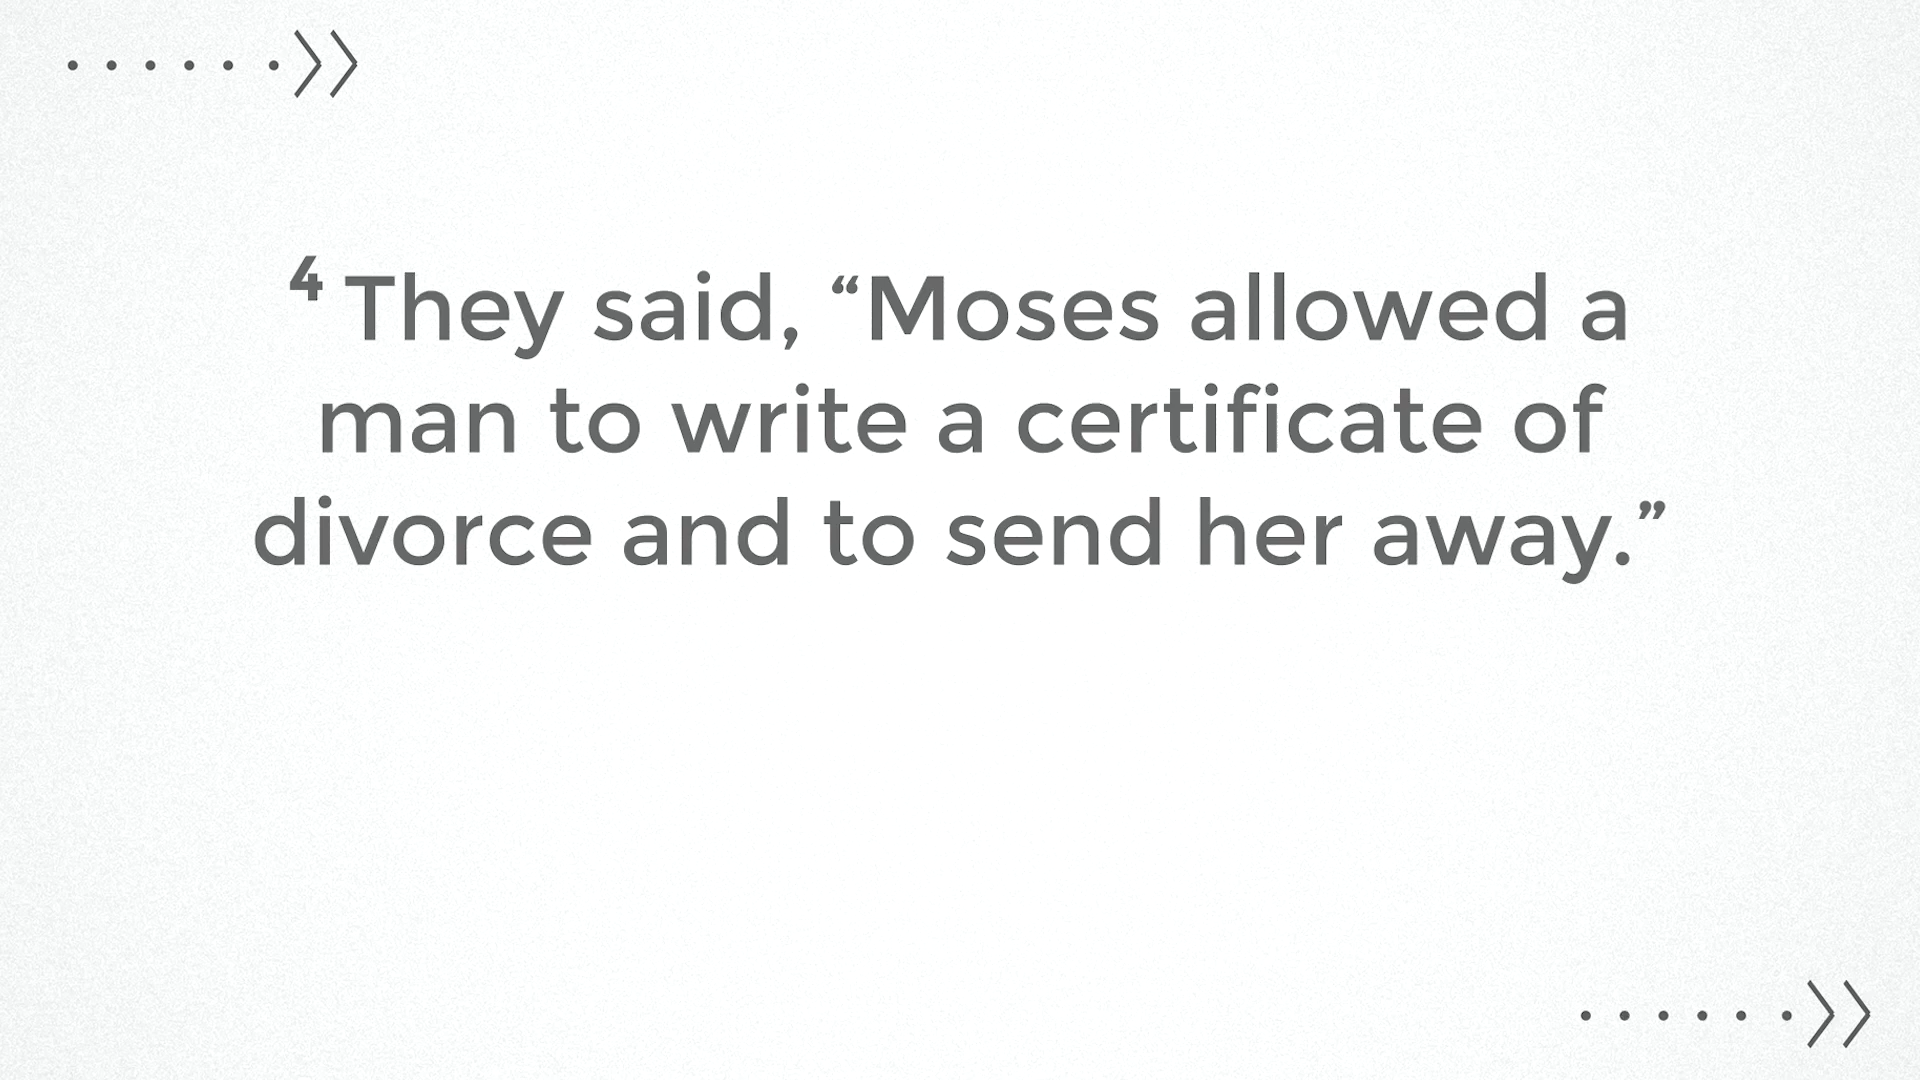 4 They said, “Moses allowed a
man to write a certificate of
divorce and to send her away.”